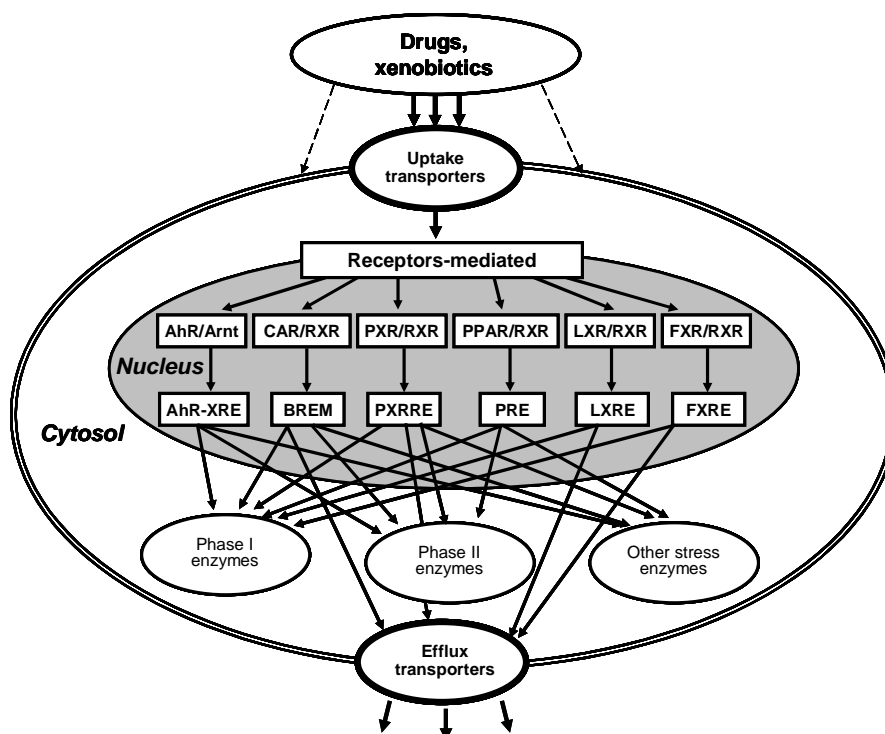 Drugs,
xenobiotics
Uptake
transporters
Receptors-mediated
AhR/Arnt CAR/RXR PXR/RXR PPAR/RXR LXR/RXR FXR/RXR
Nucleus
AhR-XRE BREM PXRRE PRE LXRE FXRE
Cytosol
Phase I
enzymes
Phase II
enzymes
Other stress
enzymes
Efflux
transporters